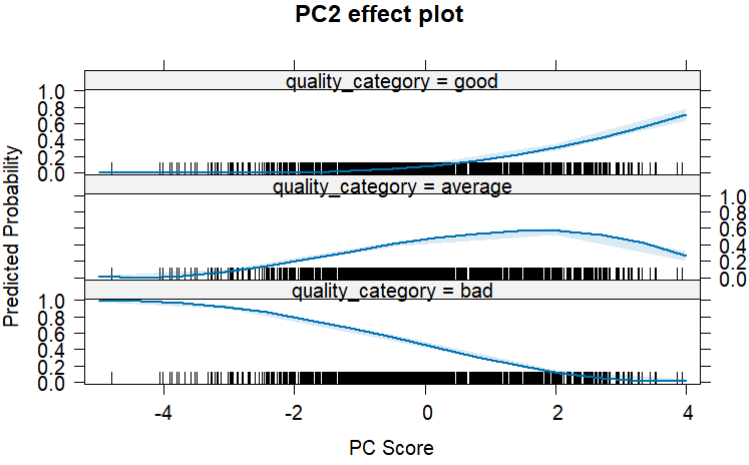 PC2 effect plot
quality_category = good
1.0
0.8
0.6
0.4
0.2
0.0
quality_category = average
1.0
0.8
0.6
0.4
0.2
0.0
quality_category = bad
1.0
0.8
0.6
0.4
0.2
0.0
Predicted Probability
-4 -2 0 2 4
PC Score